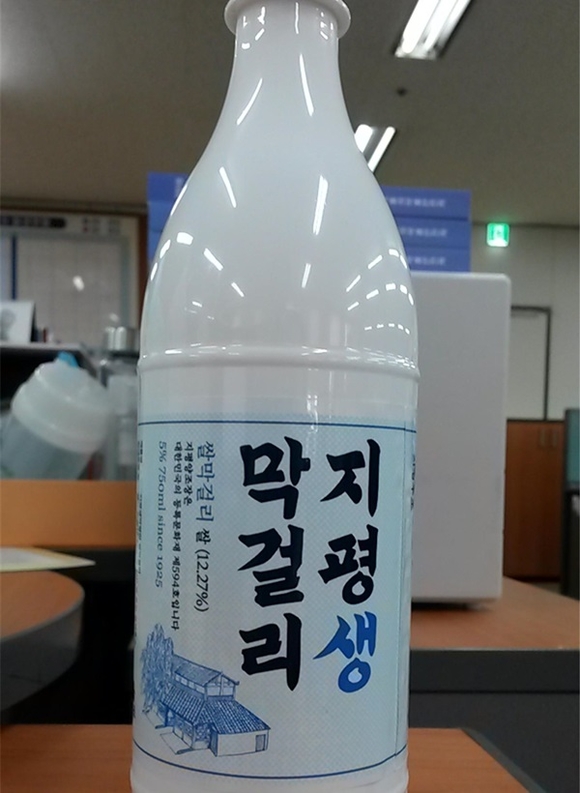 지평생
막걸리
쌀막걸리 쌀 (12.27%)
지평양조장은
대한민국의 등록문화재 제594호입니다
5% 750ml since 1925